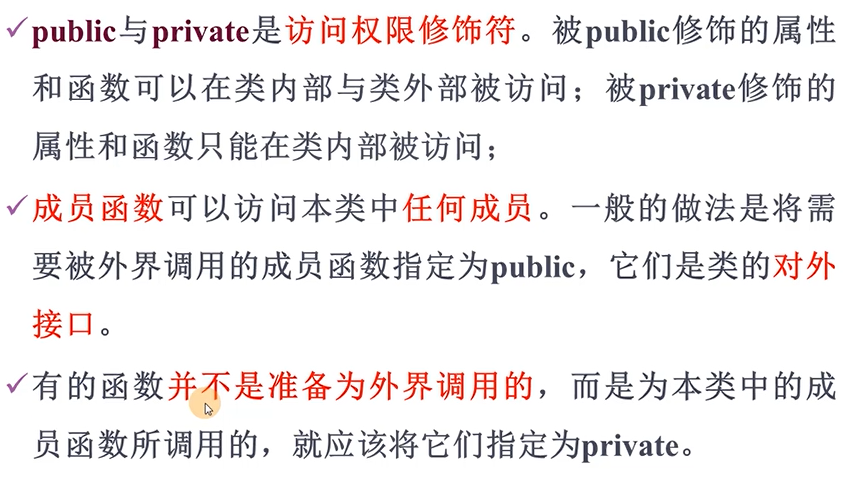 ✓public与private是访问权限修饰符。被public修饰的属性
和函数可以在类内部与类外部被访问；被private修饰的
属性和函数只能在类内部被访问；
✓成员函数可以访问本类中任何成员。一般的做法是将需
要被外界调用的成员函数指定为public，它们是类的对外
接口。
✓有的函数并不是准备为外界调用的，而是为本类中的成
员函数所调用的，就应该将它们指定为private。